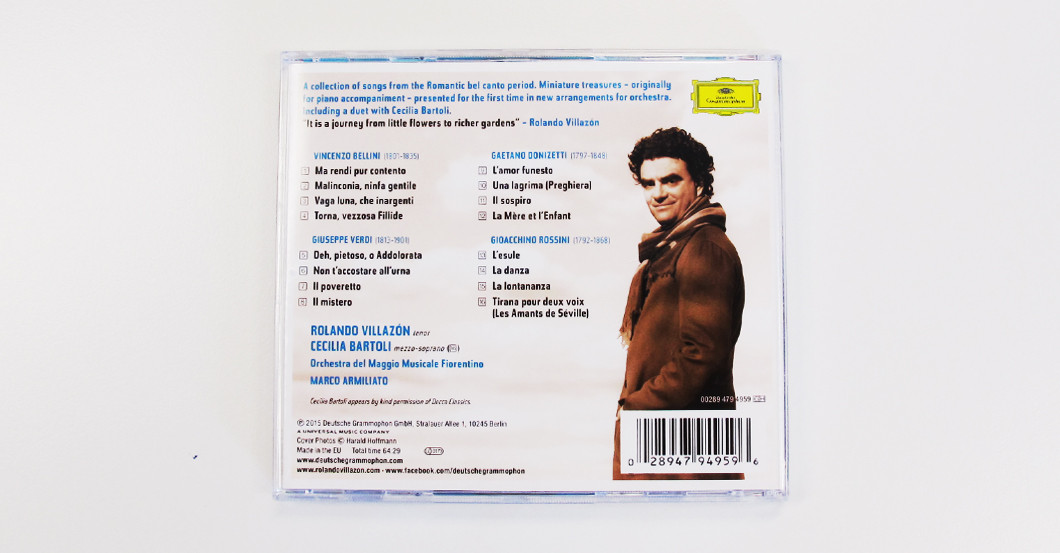 A collection of songs from the Romantic bel canto period. Miniature treasures – originally
for piano accompaniment – presented for the first time in new arrangements for orchestra.
including a duet with Cecilia Bartoli.
"It is a journey from little flowers to richer gardens" – Rolando Villazón
Deutsche
Grammophon
VINCENZO BELLINI (1801-1835)
1 Ma rendi pur contento
2 Malinconia, ninfa gentile
3 Vaga luna, che inargenti
4 Torna, vezzosa Fillide
GIUSEPPE VERDI (1813-1901)
5 Deh, pietoso, o Addolorata
6 Non t'accostare all'urna
7 Il poveretto
8 Il mistero
GAETANO DONIZETTI (1797-1848)
9 L'amor funesto
10 Una lagrima (Preghiera)
11 Il sospiro
12 La Mère et l'Enfant
GIOACCHINO ROSSINI (1792-1868)
13 L'esule
14 La danza
15 La lontananza
16 Tirana pour deux voix
(Les Amants de Séville)
ROLANDO VILLAZÓN tenor
CECILIA BARTOLI mezzo-soprano (16)
Orchestra del Maggio Musicale Fiorentino
MARCO ARMILIATO
Cecilia Bartoli appears by kind permission of Decca Classics.
℗ 2015 Deutsche Grammophon GmbH, Stralauer Allee 1, 10245 Berlin
A UNIVERSAL MUSIC COMPANY
Cover Photos © Harald Hoffmann
Made in the EU Total time 64:29
www.deutschegrammophon.com
www.rolandovillazon.com · www.facebook.com/deutschegrammophon
00289 479 4959
0 28947 94959 6